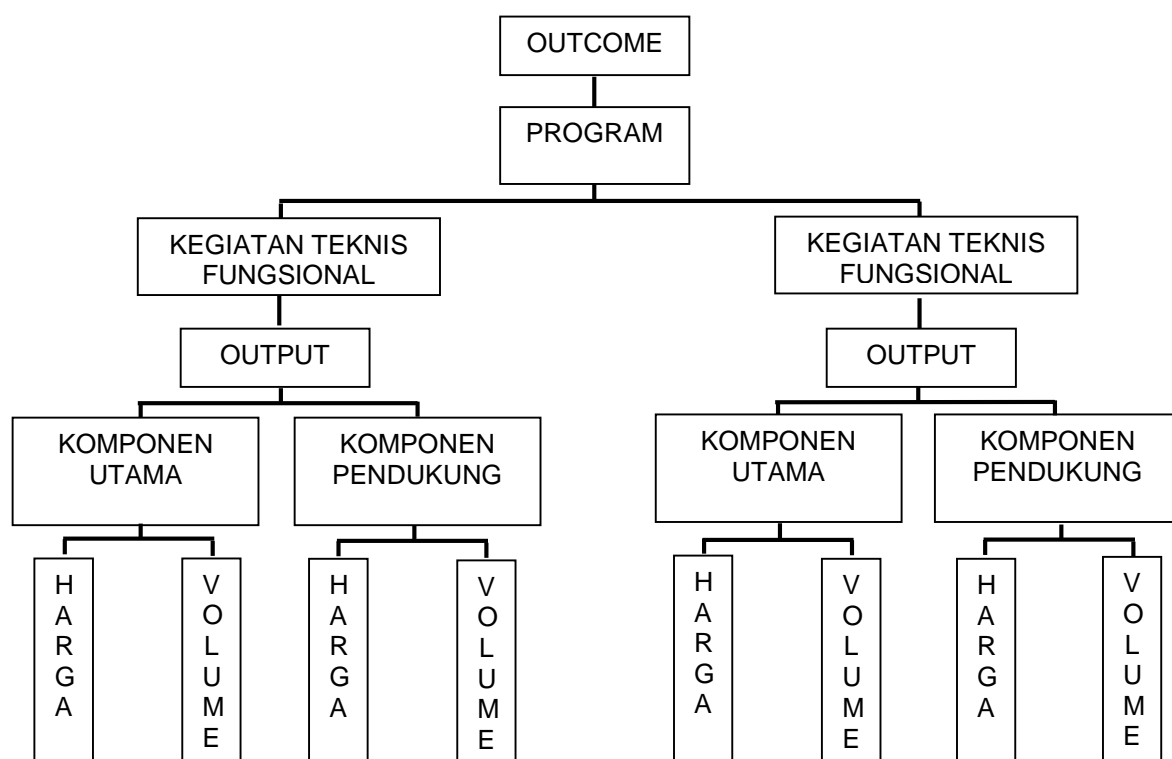 OUTCOME
PROGRAM
KEGIATAN TEKNIS
FUNGSIONAL
KEGIATAN TEKNIS
FUNGSIONAL
OUTPUT
OUTPUT
KOMPONEN
UTAMA
KOMPONEN
PENDUKUNG
KOMPONEN
UTAMA
KOMPONEN
PENDUKUNG
HARGA
VOLUME
HARGA
VOLUME
HARGA
VOLUME
HARGA
VOLUME